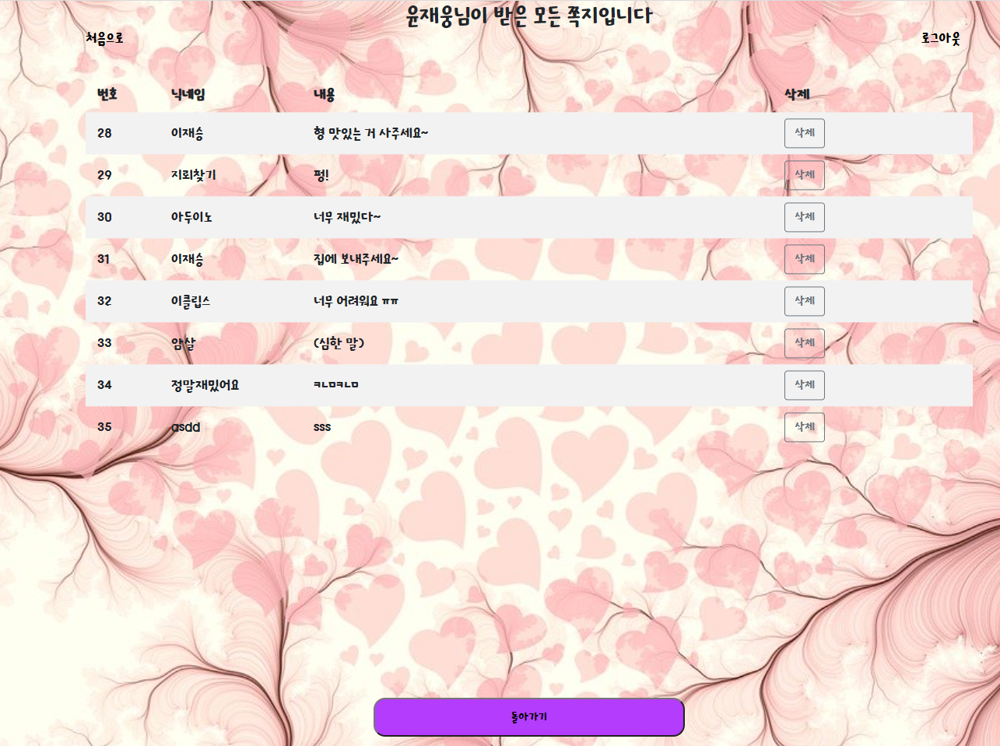 윤재웅님이 받은 모든 쪽지입니다
처음으로 로그아웃
번호 닉네임 내용 삭제
28 이재승 형 맛있는 거 사주세요~ 삭제
29 지뢰찾기 펑! 삭제
30 아두이노 너무 재밌다~ 삭제
31 이재승 집에 보내주세요~ 삭제
32 이클립스 너무 어려워요 ㅠㅠ 삭제
33 암살 (심한 말) 삭제
34 정말재밌어요 ㅋㄴㅁㅋㄴㅁ 삭제
35 asdd sss 삭제
돌아가기